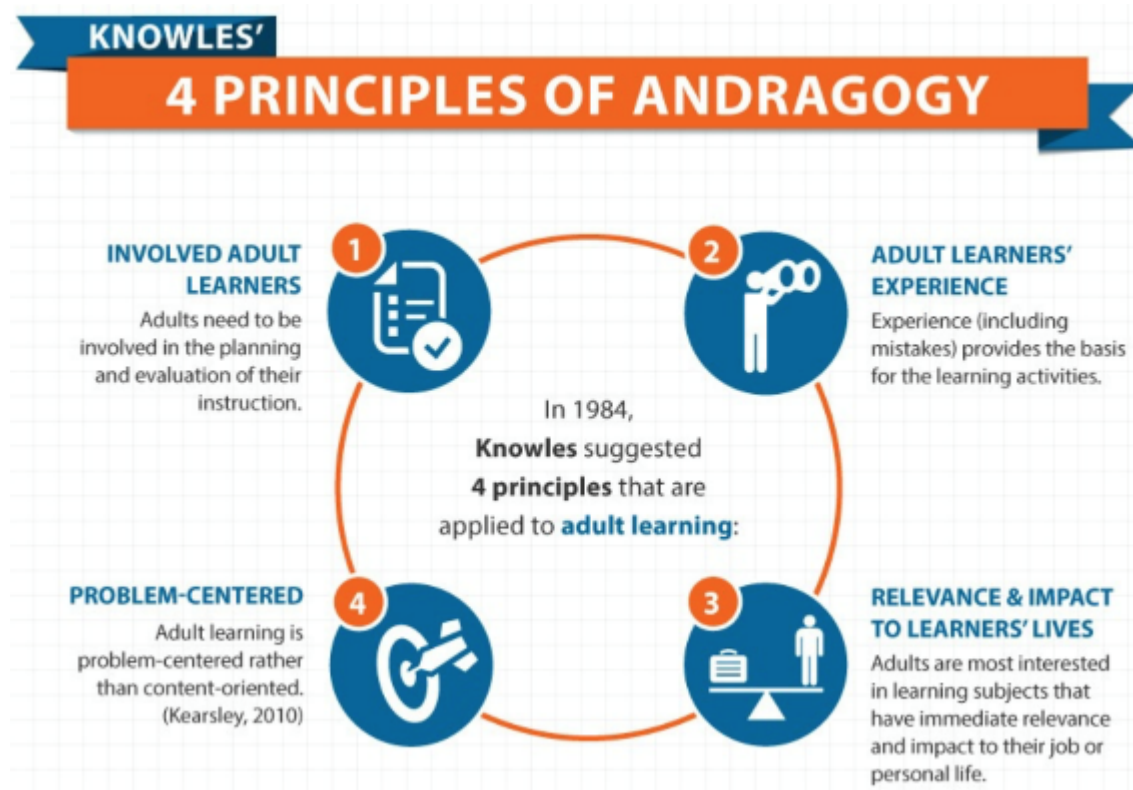 KNOWLES'
4 PRINCIPLES OF ANDRAGOGY
1
INVOLVED ADULT
LEARNERS
Adults need to be
involved in the planning
and evaluation of their
instruction.
2
ADULT LEARNERS'
EXPERIENCE
Experience (including
mistakes) provides the basis
for the learning activities.
In 1984,
Knowles suggested
4 principles that are
applied to adult learning:
3
RELEVANCE & IMPACT
TO LEARNERS' LIVES
Adults are most interested
in learning subjects that
have immediate relevance
and impact to their job or
personal life.
4
PROBLEM-CENTERED
Adult learning is
problem-centered rather
than content-oriented.
(Kearsley, 2010)